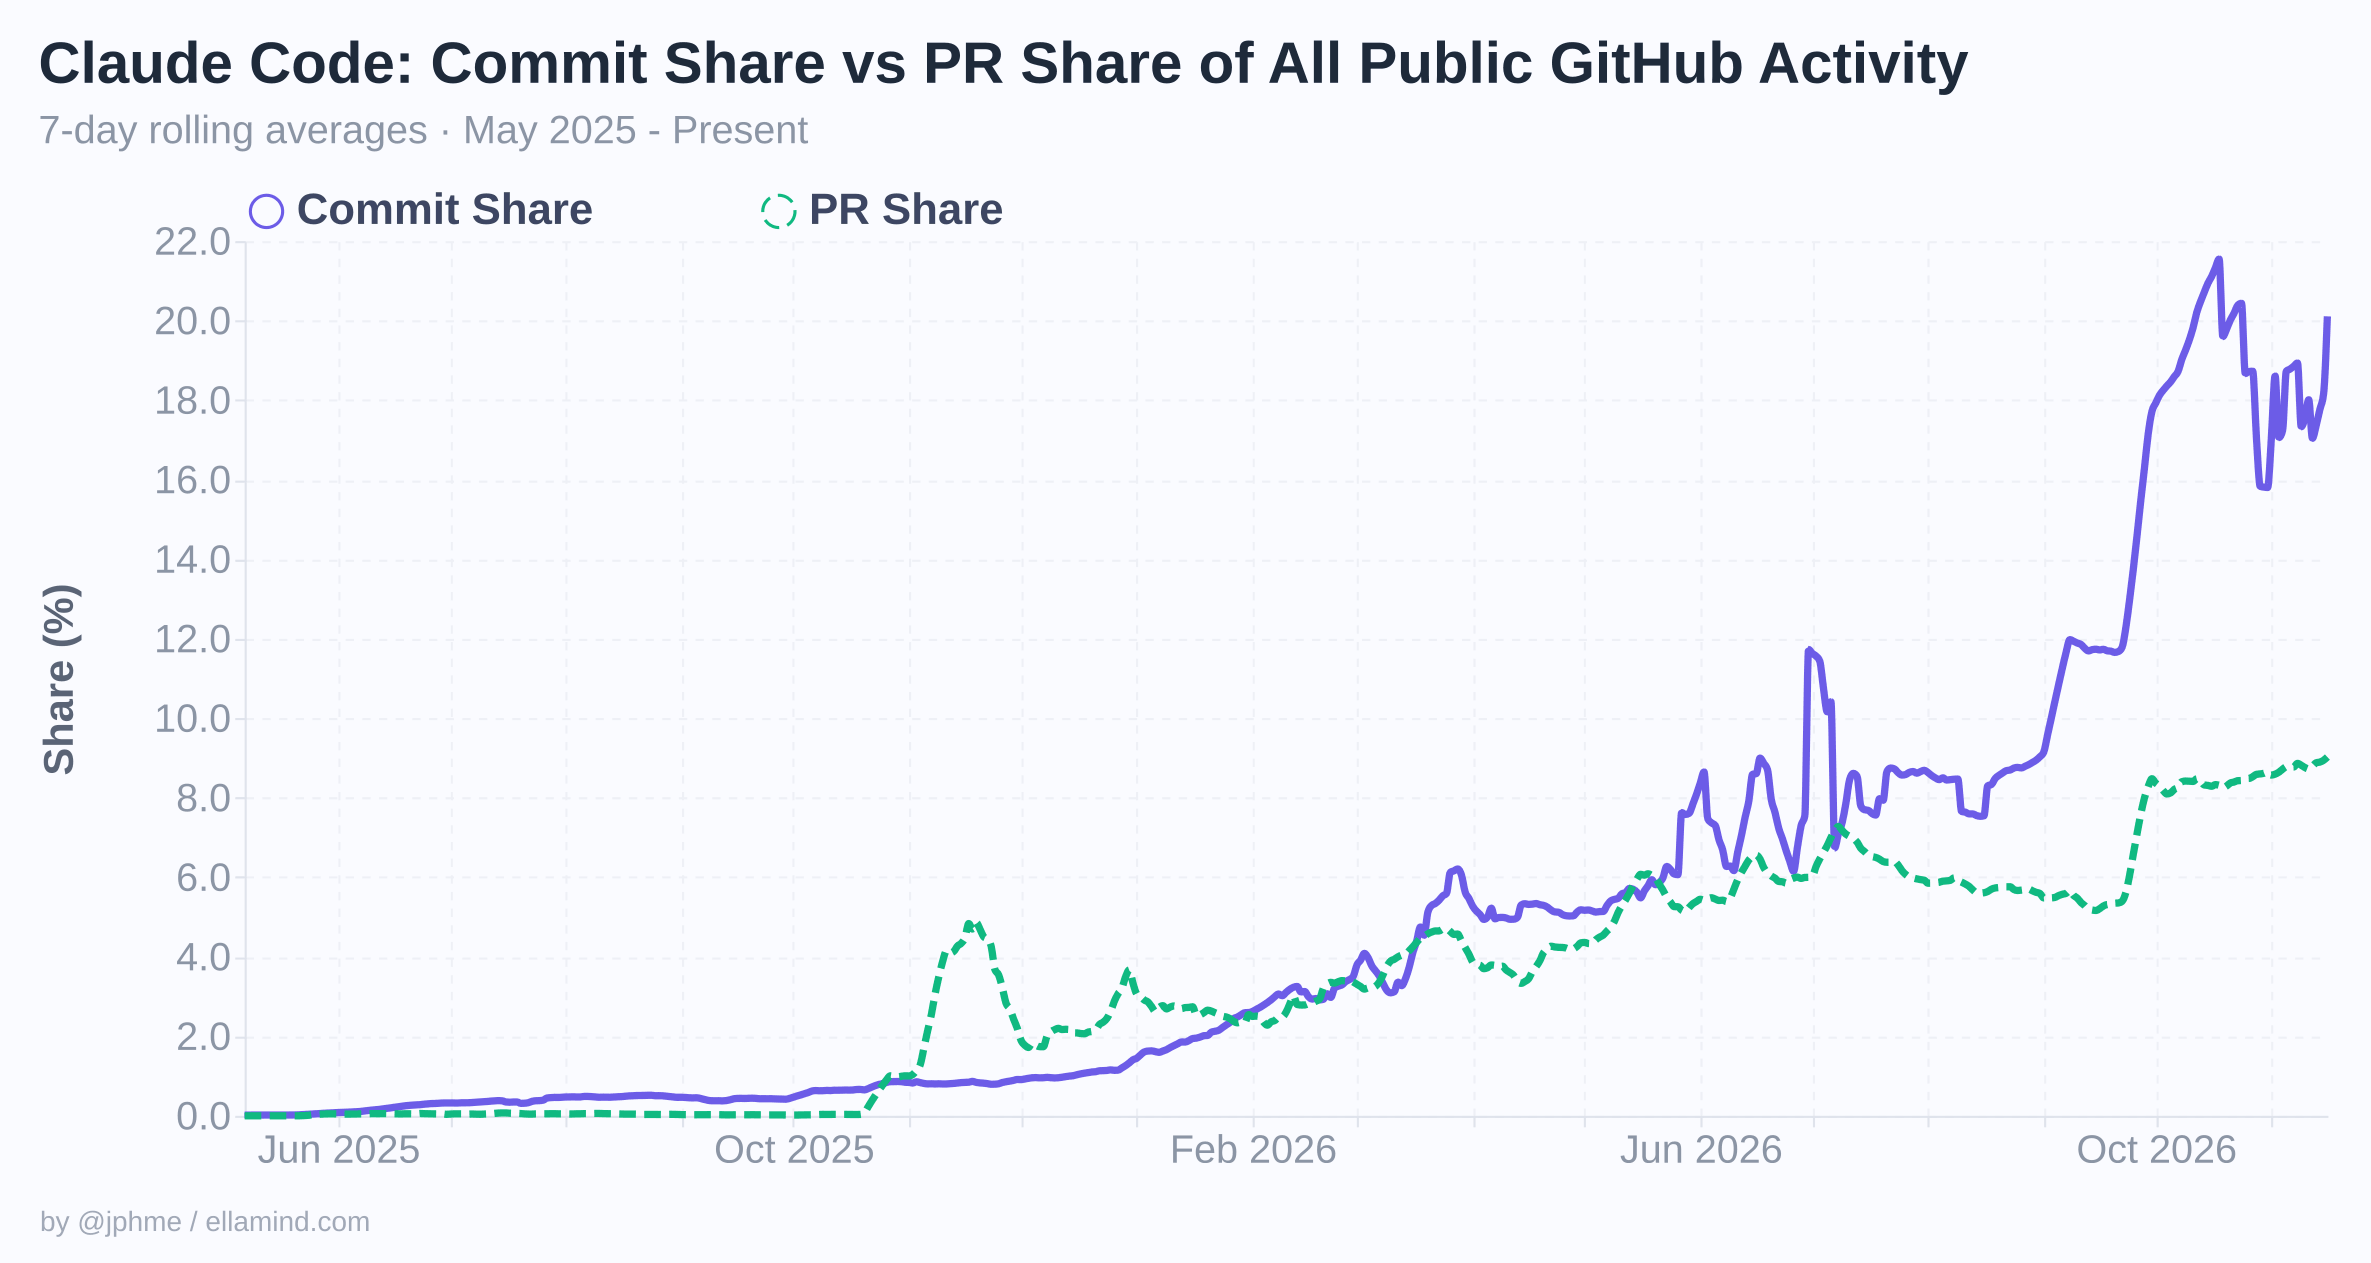 Claude Code: Commit Share vs PR Share of All Public GitHub Activity
7-day rolling averages · May 2025 - Present
Commit Share
PR Share
22.0
20.0
18.0
16.0
14.0
12.0
10.0
8.0
6.0
4.0
2.0
0.0
Share (%)
Jun 2025
Oct 2025
Feb 2026
Jun 2026
Oct 2026
by @jphme / ellamind.com